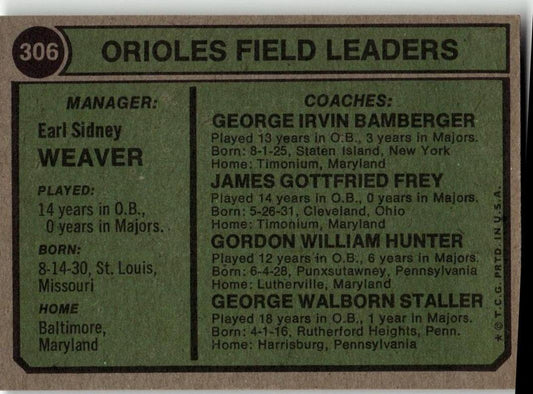 306
ORIOLES FIELD LEADERS
MANAGER:
Earl Sidney
WEAVER
PLAYED:
14 years in O.B.,
0 years in Majors.
BORN:
8-14-30, St. Louis,
Missouri
HOME
Baltimore,
Maryland
COACHES:
GEORGE IRVIN BAMBERGER
Played 13 years in O.B., 3 years in Majors.
Born: 8-1-25, Staten Island, New York
Home: Timonium, Maryland
JAMES GOTTFRIED FREY
Played 14 years in O.B., 0 years in Majors.
Born: 5-26-31, Cleveland, Ohio
Home: Timonium, Maryland
GORDON WILLIAM HUNTER
Played 12 years in O.B., 6 years in Majors.
Born: 6-4-28, Punxsutawney, Pennsylvania
Home: Lutherville, Maryland
GEORGE WALBORN STALLER
Played 18 years in O.B., 1 year in Majors.
Born: 4-1-16, Rutherford Heights, Penn.
Home: Harrisburg, Pennsylvania
* © T.C.G. PRTD. IN U.S.A.